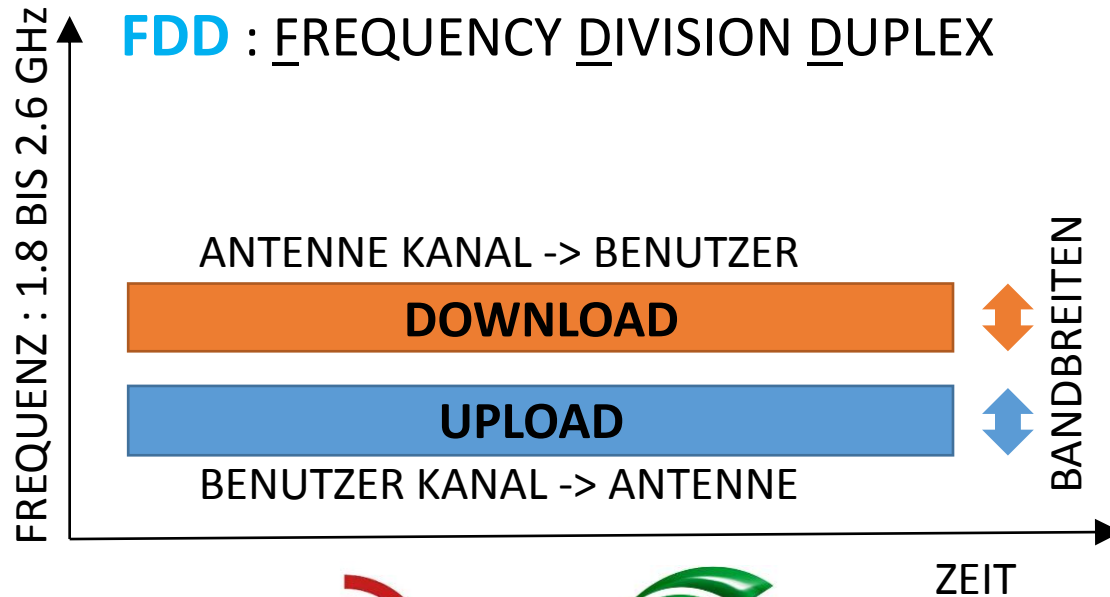 FDD : FREQUENCY DIVISION DUPLEX
FREQUENZ : 1.8 BIS 2.6 GHz
ANTENNE KANAL -> BENUTZER
DOWNLOAD
UPLOAD
BENUTZER KANAL -> ANTENNE
BANDBREITEN
ZEIT